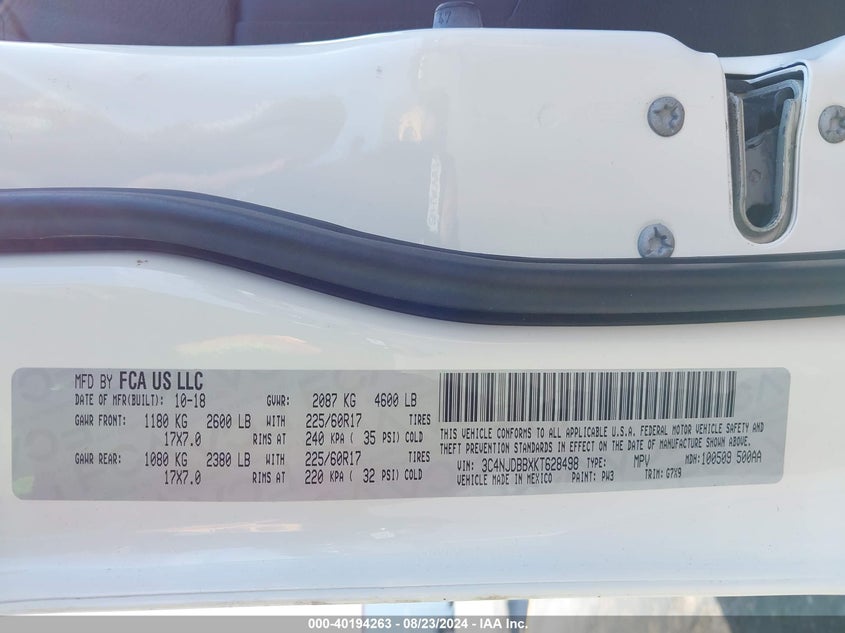 MFD BY FCA US LLC
DATE OF MFR(BUILT): 10-18 GVWR: 2087 KG 4600 LB
GAWR FRONT: 1180 KG 2600 LB WITH 225/60R17 TIRES
17X7.0 RIMS AT 240 KPA ( 35 PSI) COLD
GAWR REAR: 1080 KG 2380 LB WITH 225/60R17 TIRES
17X7.0 RIMS AT 220 KPA ( 32 PSI) COLD
THIS VEHICLE CONFORMS TO ALL APPLICABLE U.S.A. FEDERAL MOTOR VEHICLE SAFETY AND
THEFT PREVENTION STANDARDS IN EFFECT ON THE DATE OF MANUFACTURE SHOWN ABOVE.
VIN: 3C4NJDBBXKT628498 TYPE: MPV MDH: 100509 500AA
VEHICLE MADE IN MEXICO PAINT: PW3 TRIM: G7X9
000-40194263 - 08/23/2024 - IAA